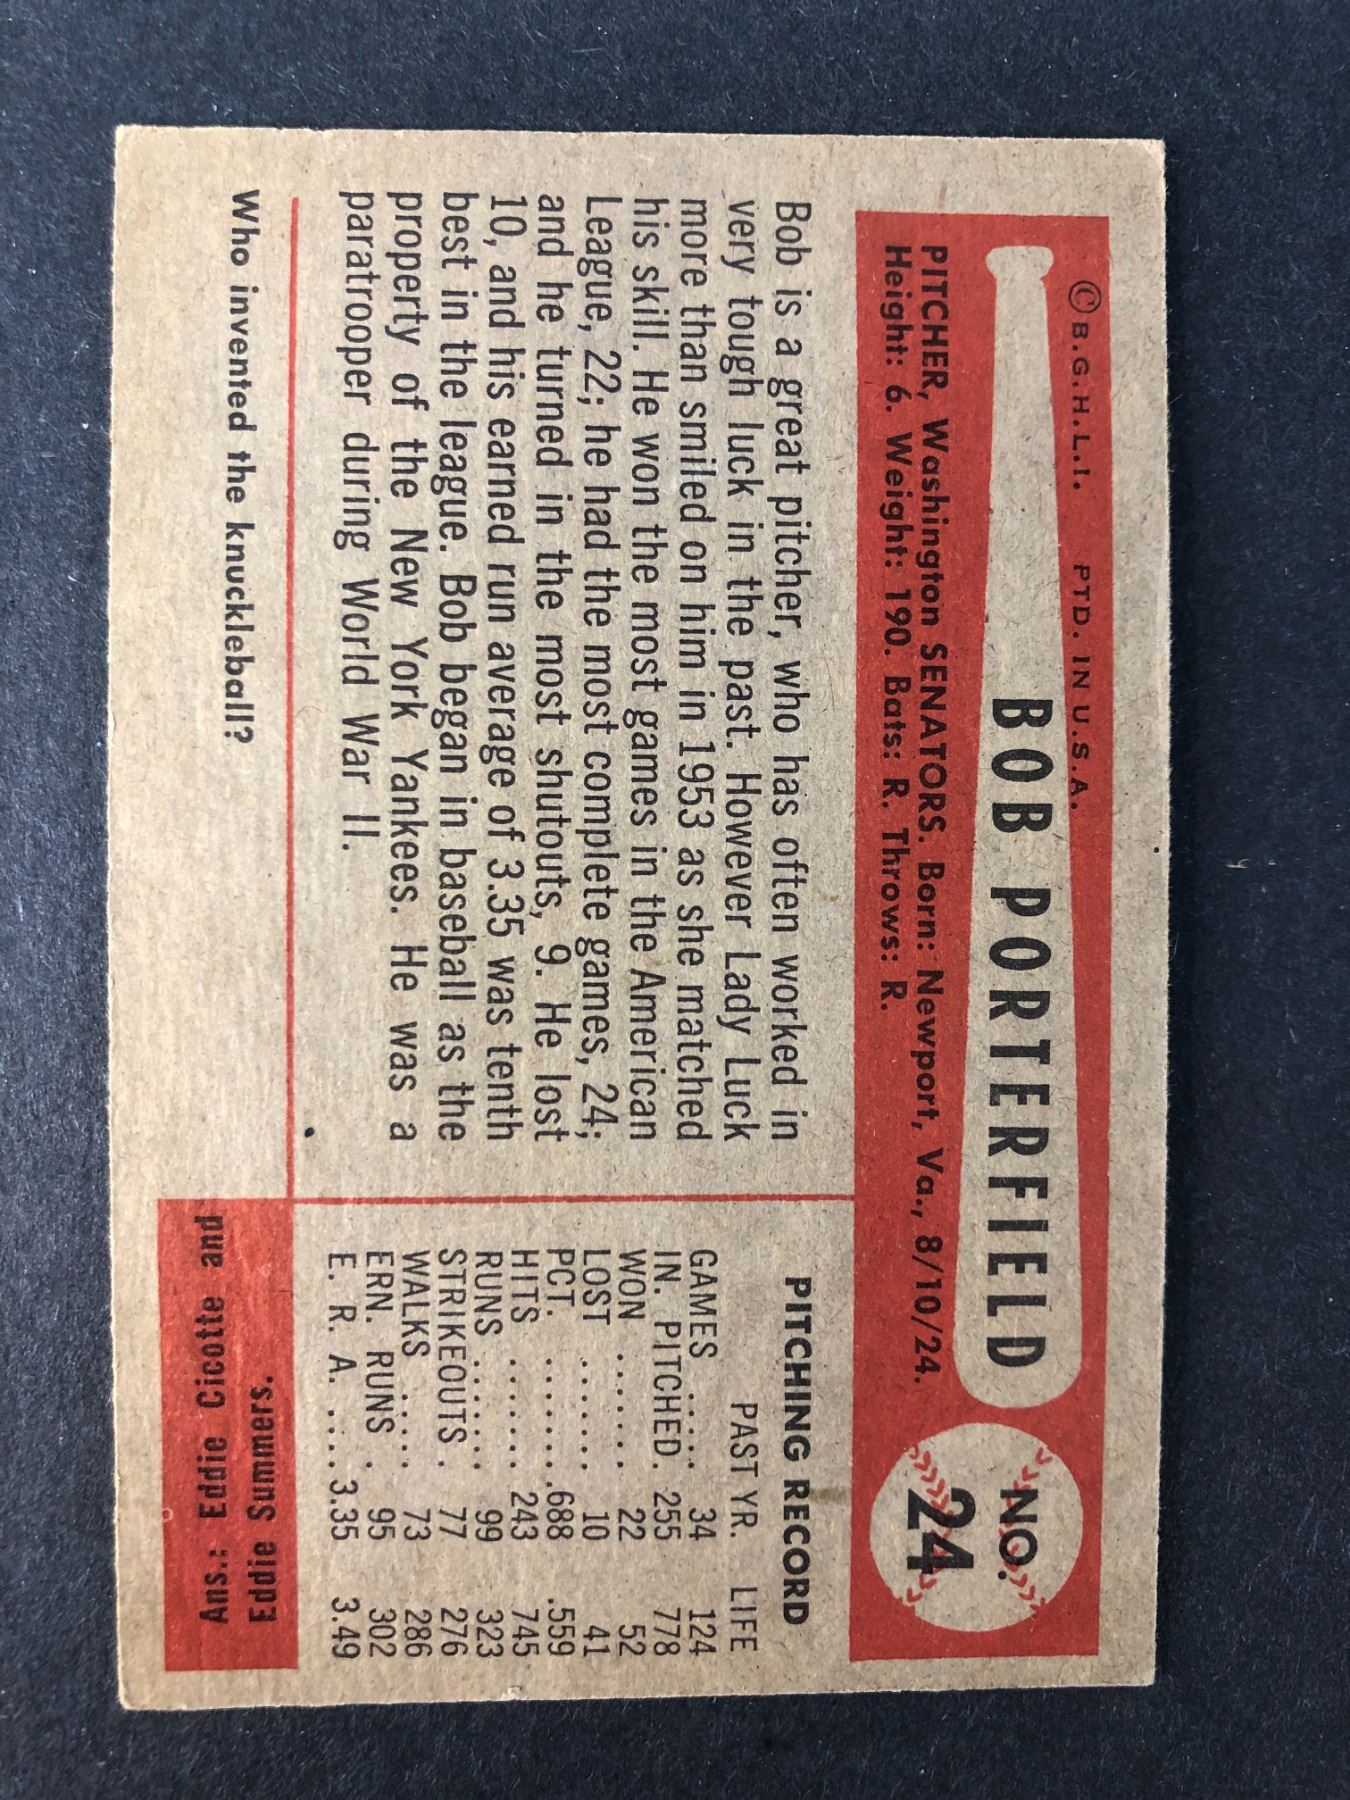 © B.G.H.L.I. PTD. IN U.S.A.
BOB PORTERFIELD
NO.
24
PITCHER, Washington SENATORS. Born: Newport, Va., 8/10/24.
Height: 6. Weight: 190. Bats: R. Throws: R.
Bob is a great pitcher, who has often worked in
very tough luck in the past. However Lady Luck
more than smiled on him in 1953 as she matched
his skill. He won the most games in the American
League, 22; he had the most complete games, 24;
and he turned in the most shutouts, 9. He lost
10, and his earned run average of 3.35 was tenth
best in the league. Bob began in baseball as the
property of the New York Yankees. He was a
paratrooper during World War II.
PITCHING RECORD
PAST YR. LIFE
GAMES ..... 34 124
IN. PITCHED. 255 778
WON ...... 22 52
LOST ...... 10 41
PCT. ....... .688 .559
HITS ...... 243 745
RUNS ...... 99 323
STRIKEOUTS . 77 276
WALKS .... 73 286
ERN. RUNS . 95 302
E. R. A. .... 3.35 3.49
Who invented the knuckleball?
Ans.: Eddie Cicotte and
Eddie Summers.